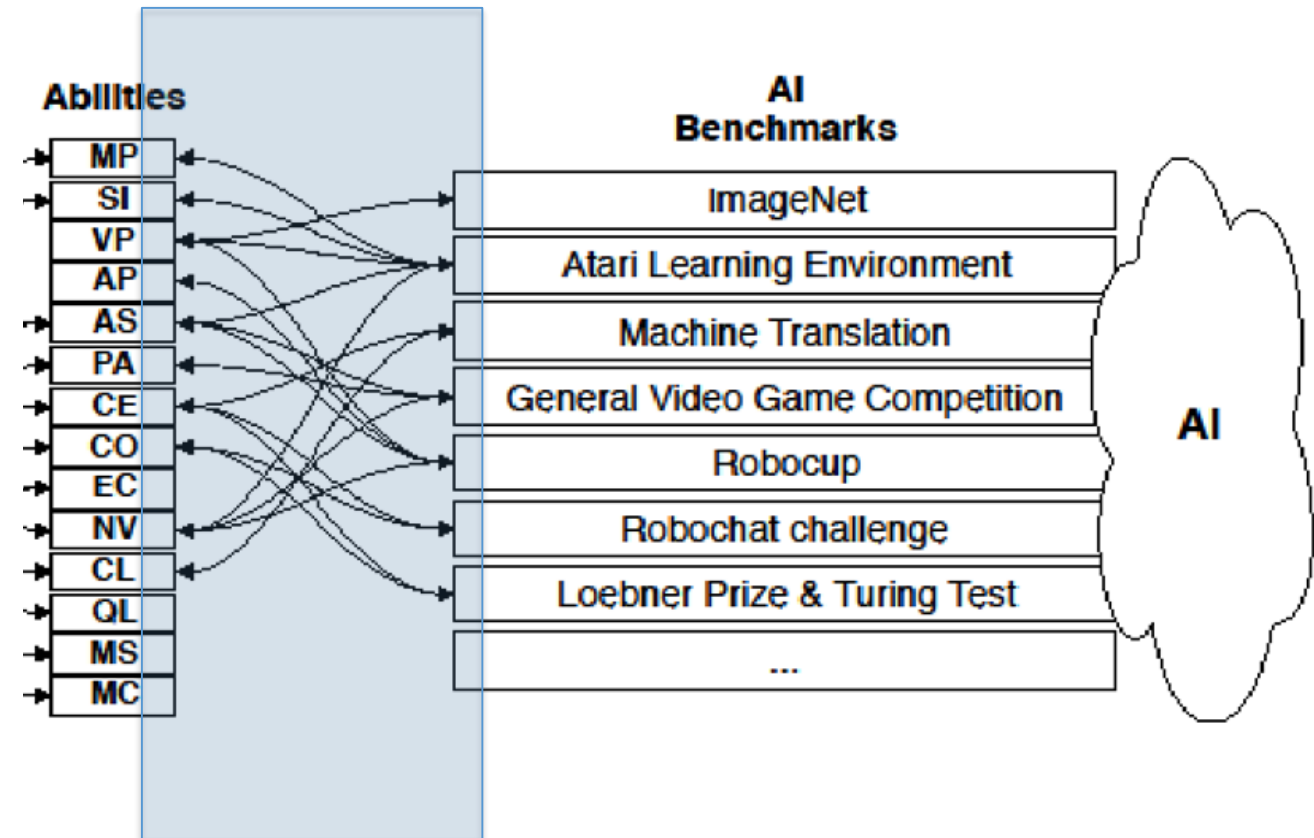 Abilities
MP
SI
VP
AP
AS
PA
CE
CO
EC
NV
CL
QL
MS
MC
AI
Benchmarks
ImageNet
Atari Learning Environment
Machine Translation
General Video Game Competition
Robocup
Robochat challenge
Loebner Prize & Turing Test
...
AI